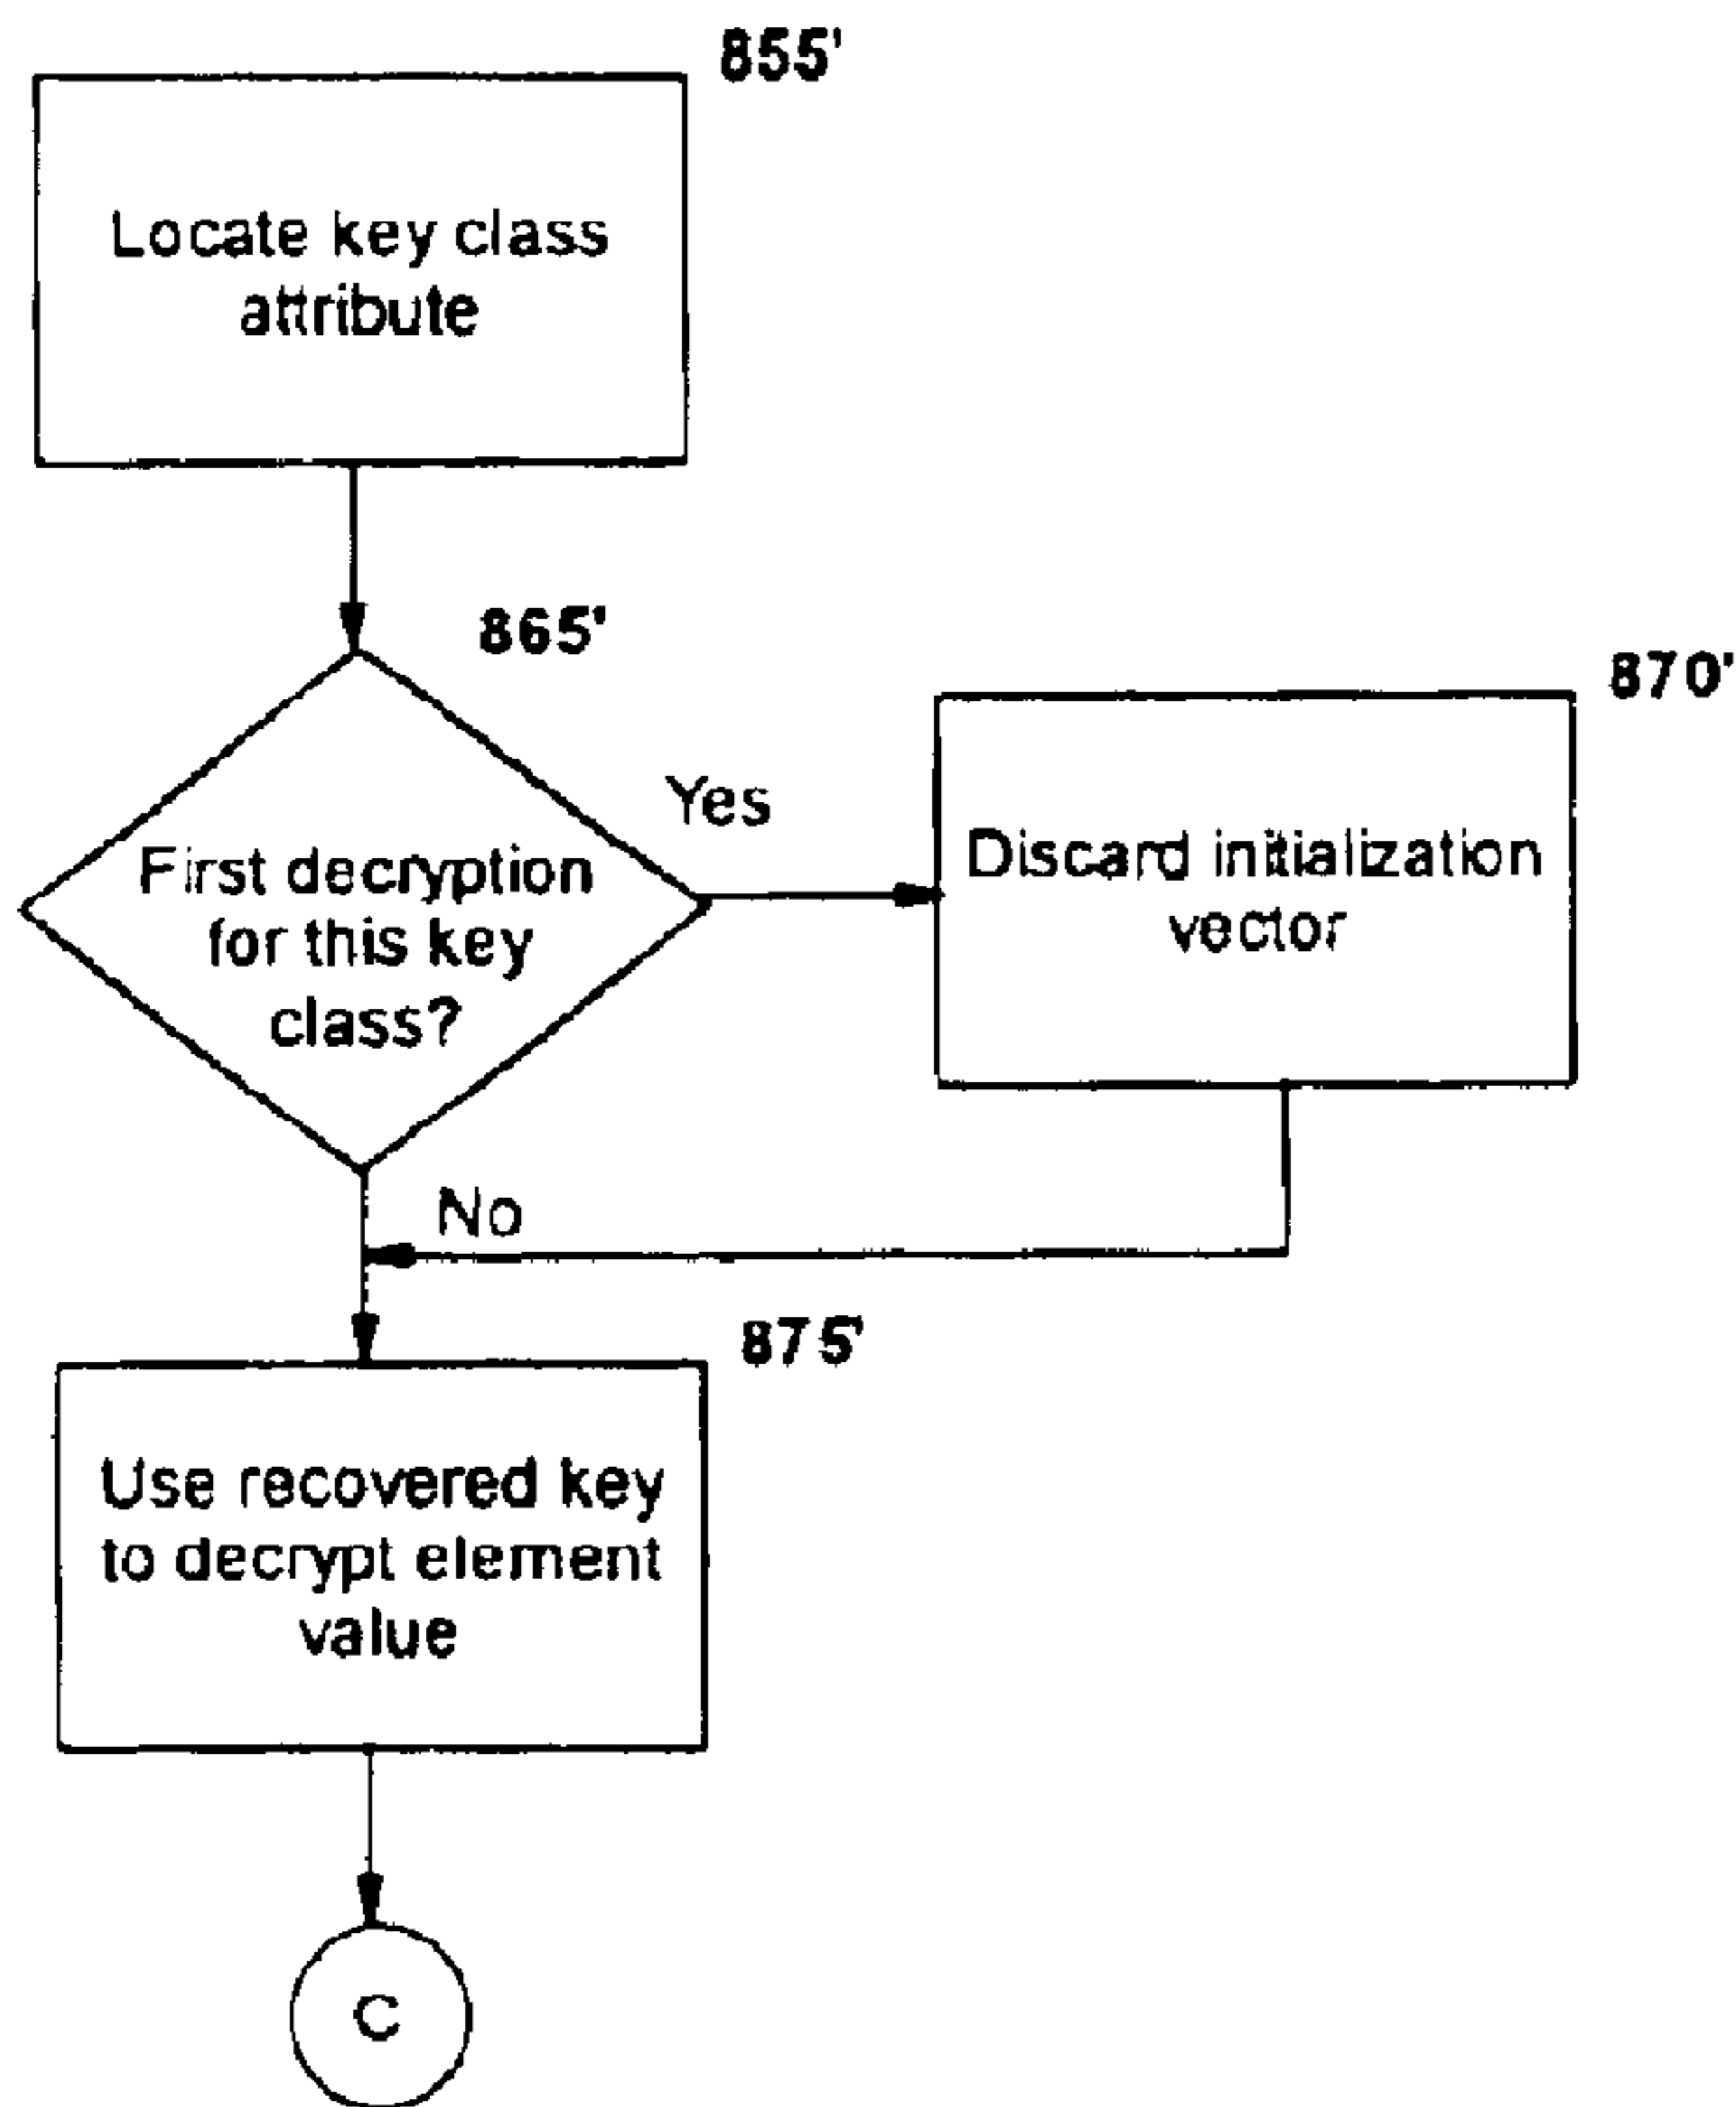 855'
Locate key class
attribute
865'
870'
Yes
First decryption
for this key
class?
Discard initialization
vector
No
875'
Use recovered key
to decrypt element
value
C